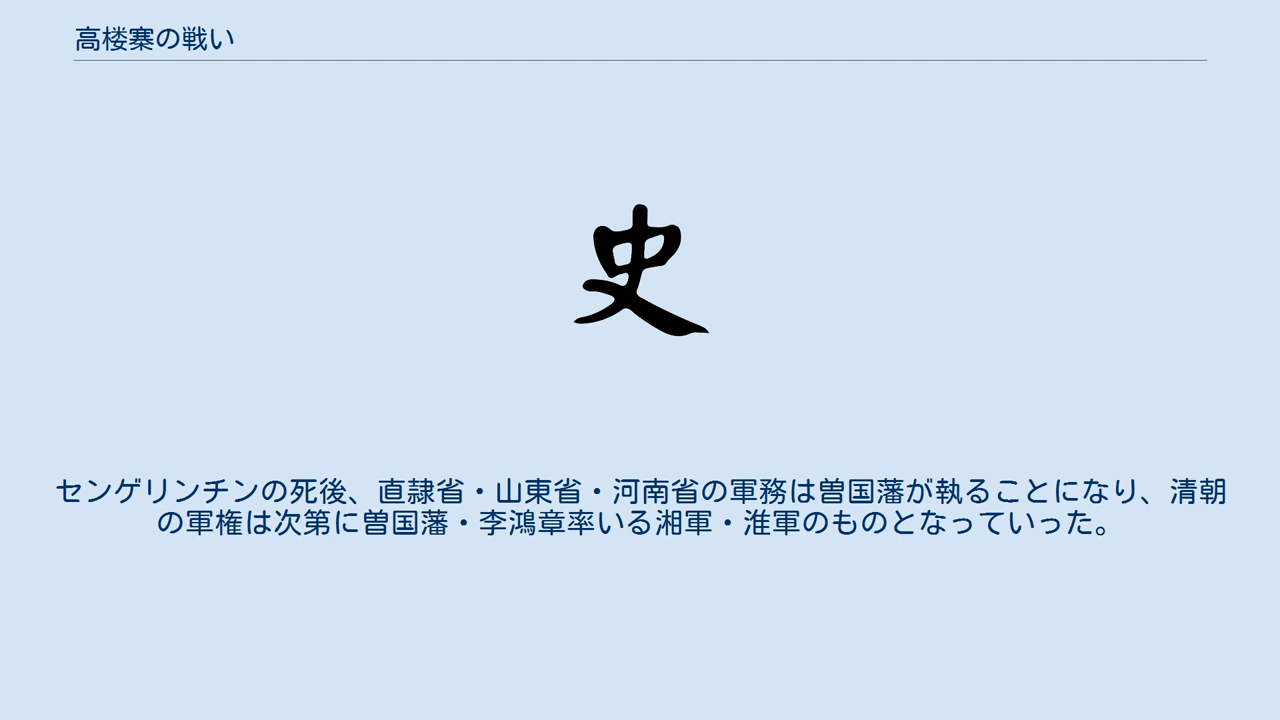 高楼寨の戦い
史
センゲリンチンの死後、直隷省・山東省・河南省の軍務は曽国藩が執ることになり、清朝
の軍権は次第に曽国藩・李鴻章率いる湘軍・淮軍のものとなっていった。